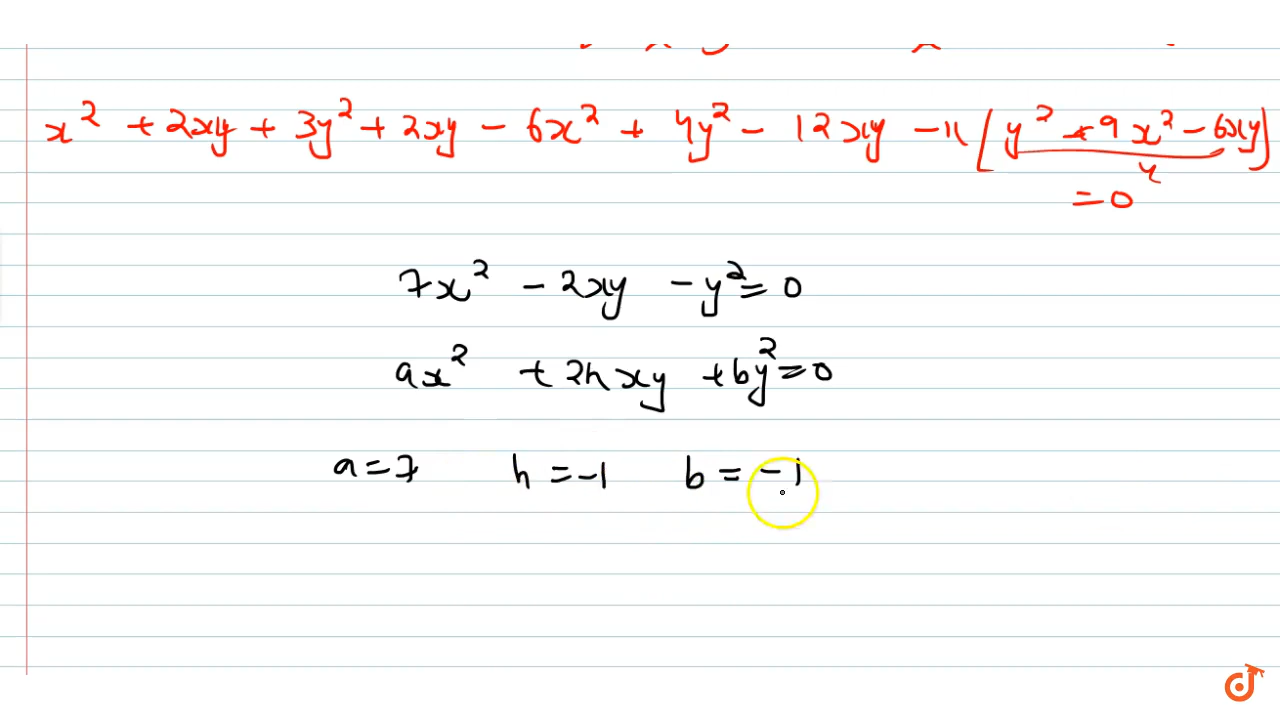 x² + 2xy + 3y² + 2xy - 6x² + 4y² - 12xy - 11 [y² + 9x² - 6xy]
= 0
7x² - 2xy - y² = 0
ax² + 2hxy + by² = 0
a = 7 h = -1 b = -1